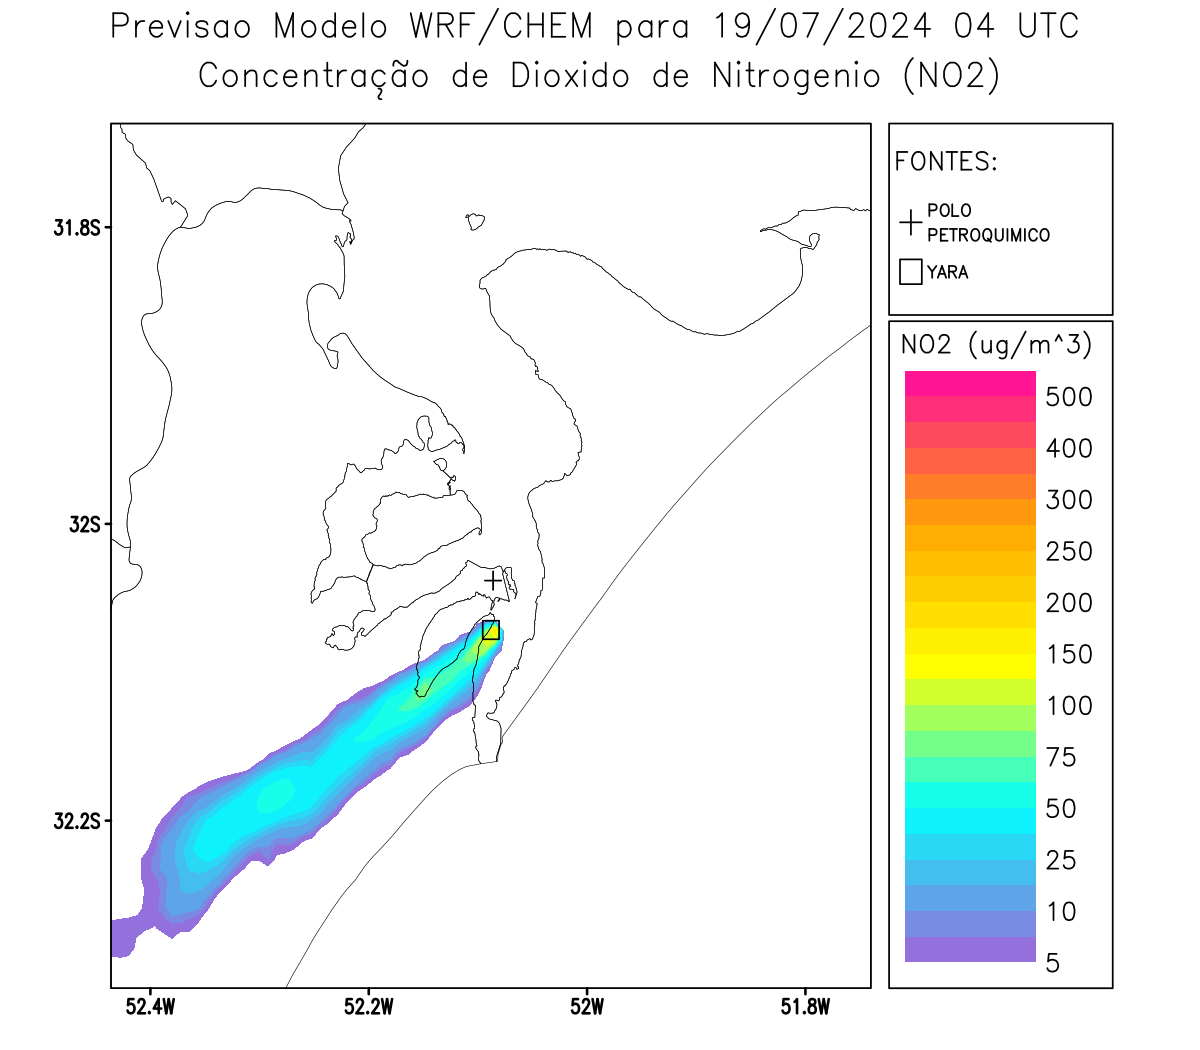 Previsao Modelo WRF/CHEM para 19/07/2024 04 UTC
Concentração de Dioxido de Nitrogenio (NO2)
FONTES:
POLO
PETROQUIMICO
YARA
NO2 (ug/m^3)
500
400
300
250
200
150
100
75
50
25
10
5
31.8S
32S
32.2S
52.4W
52.2W
52W
51.8W